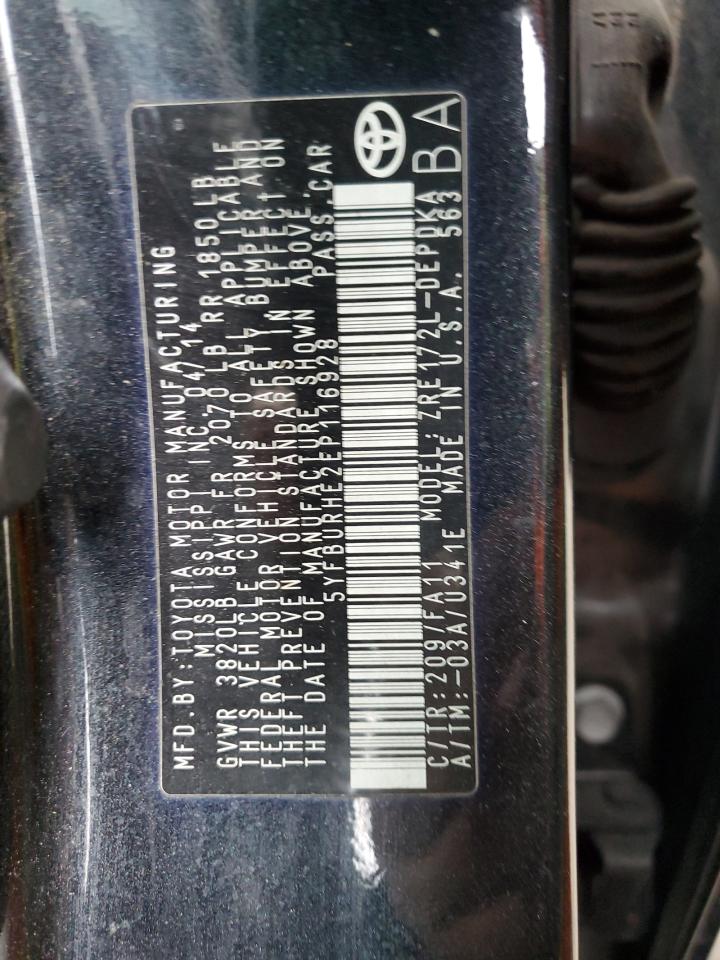 MFD.BY:TOYOTA MOTOR MANUFACTURING
MISSISSIPPI INC 04/14
GVWR 3820LB GAWR FR 2070LB RR 1850LB
THIS VEHICLE CONFORMS TO ALL APPLICABLE
FEDERAL MOTOR VEHICLE SAFETY, BUMPER AND
THEFT PREVENTION STANDARDS IN EFFECT ON
THE DATE OF MANUFACTURE SHOWN ABOVE.
5YFBURHE2EP116928 PASS.CAR
C/TR:209/FA11 MODEL:ZRE172L-DEPDKA
A/TM:-03A/U341E MADE IN U.S.A. 563
BA